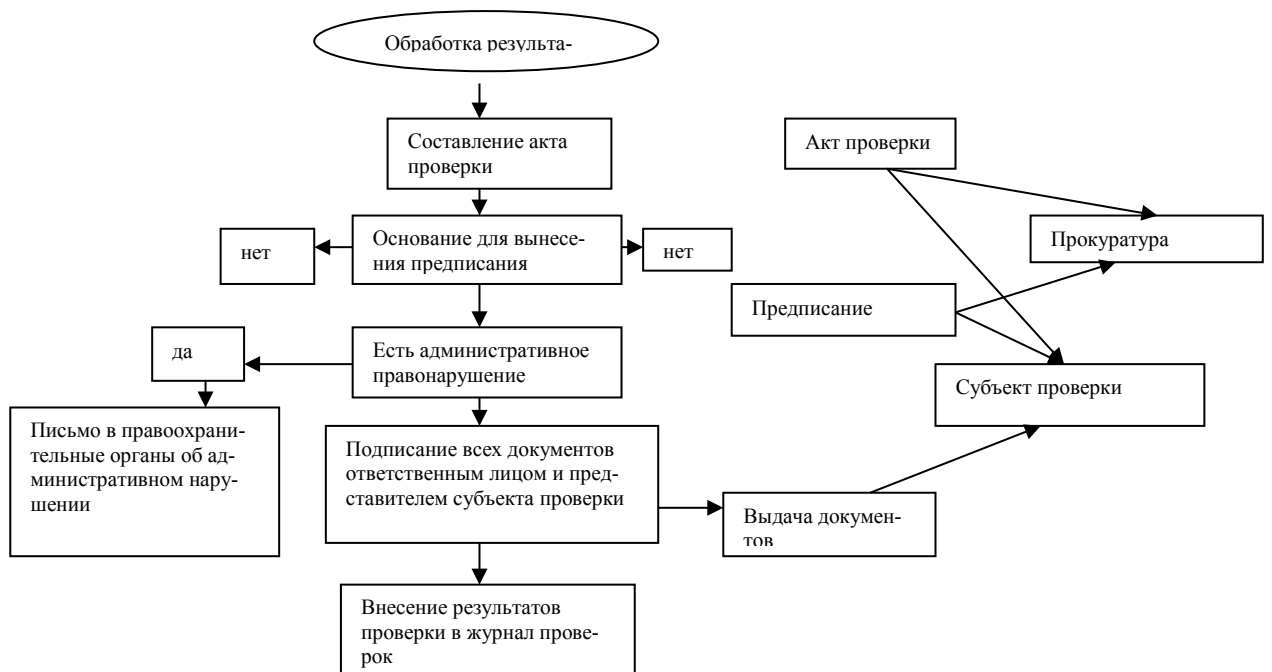 Обработка результа-
Составление акта
проверки
Акт проверки
нет
Основание для вынесе-
ния предписания
нет
Прокуратура
Предписание
да
Есть административное
правонарушение
Субъект проверки
Письмо в правоохрани-
тельные органы об ад-
министративном нару-
шении
Подписание всех документов
ответственным лицом и пред-
ставителем субъекта проверки
Выдача докумен-
тов
Внесение результатов
проверки в журнал прове-
рок